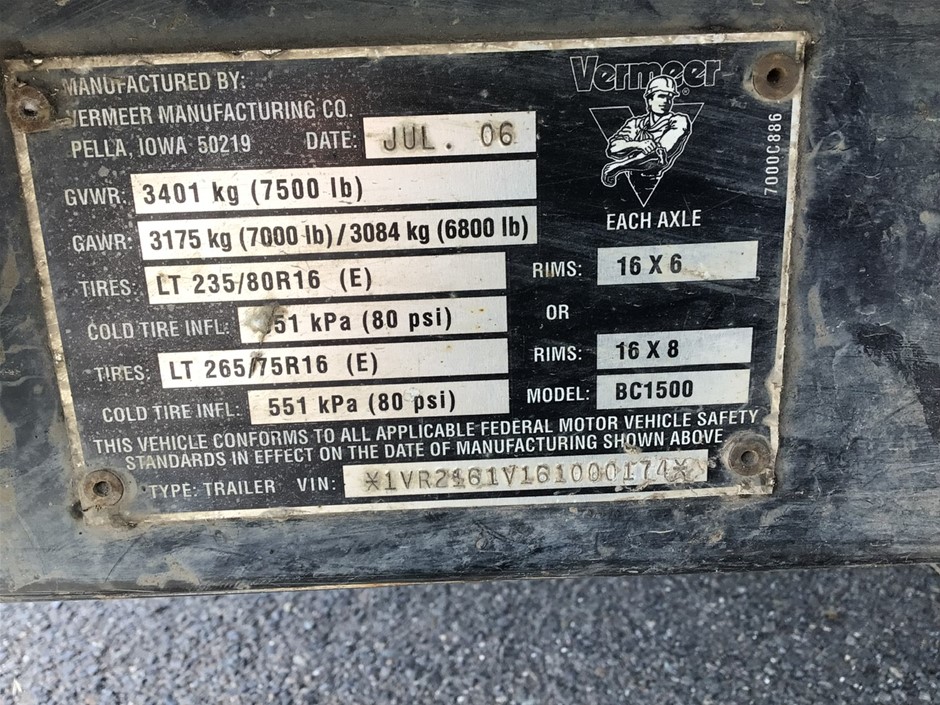 MANUFACTURED BY:
VERMEER MANUFACTURING CO.
PELLA, IOWA 50219 DATE: JUL. 06
Vermeer®
7000C886
EACH AXLE
GVWR: 3401 kg (7500 lb)
GAWR: 3175 kg (7000 lb)/3084 kg (6800 lb)
TIRES: LT 235/80R16 (E) RIMS: 16 X 6
COLD TIRE INFL: 551 kPa (80 psi) OR
TIRES: LT 265/75R16 (E) RIMS: 16 X 8
COLD TIRE INFL: 551 kPa (80 psi) MODEL: BC1500
THIS VEHICLE CONFORMS TO ALL APPLICABLE FEDERAL MOTOR VEHICLE SAFETY
STANDARDS IN EFFECT ON THE DATE OF MANUFACTURING SHOWN ABOVE
TYPE: TRAILER VIN: